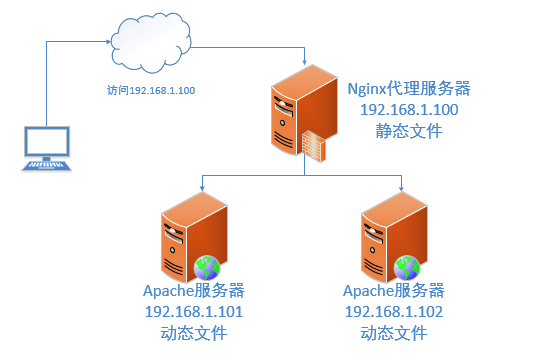 访问192.168.1.100
Nginx代理服务器
192.168.1.100
静态文件
Apache服务器
192.168.1.101
动态文件
Apache服务器
192.168.1.102
动态文件